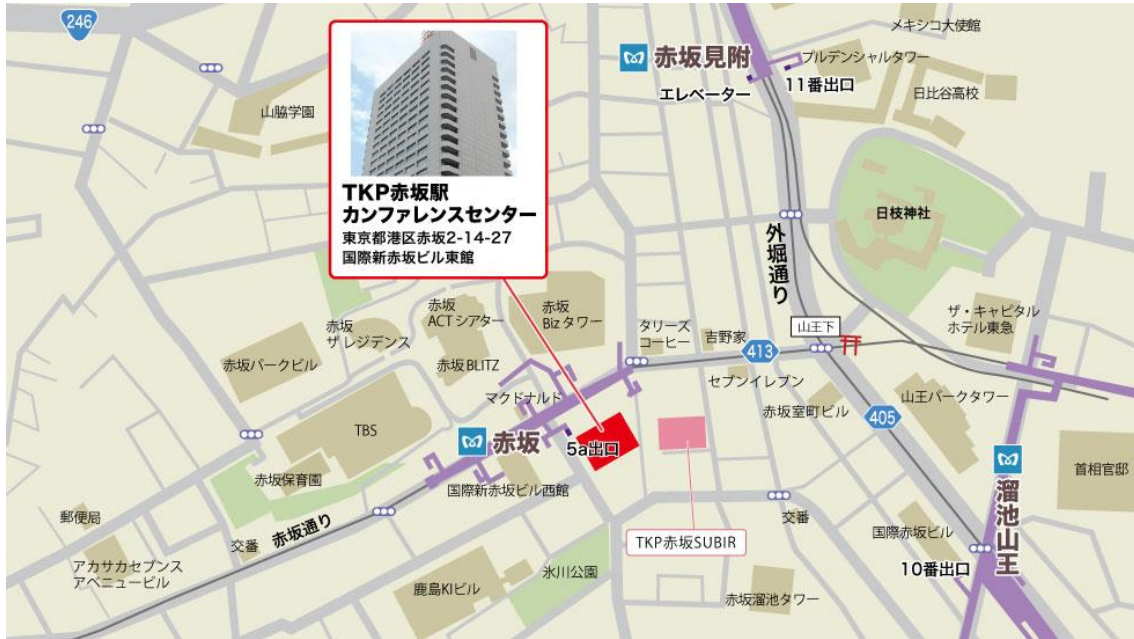 246
メキシコ大使館
赤坂見附
プルデンシャルタワー
エレベーター
11番出口
日比谷高校
山脇学園
TKP赤坂駅
カンファレンスセンター
東京都港区赤坂2-14-27
国際新赤坂ビル東館
日枝神社
外堀通り
赤坂
ACTシアター
赤坂
Bizタワー
赤坂
ザ レジデンス
タリーズ
コーヒー
吉野家
山王下
ザ・キャピタル
ホテル東急
413
赤坂パークビル
赤坂BLITZ
セブンイレブン
マクドナルド
赤坂室町ビル
405
山王パークタワー
TBS
赤坂
5a出口
首相官邸
赤坂保育園
国際新赤坂ビル西館
溜池山王
郵便局
赤坂通り
交番
交番
国際赤坂ビル
TKP赤坂SUBIR
アカサカセブンス
アベニュービル
氷川公園
10番出口
鹿島KIビル
赤坂溜池タワー